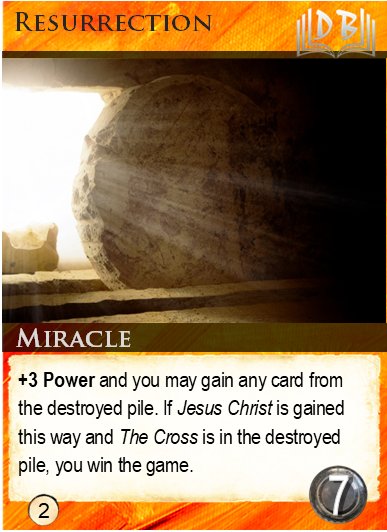 RESURRECTION
DB
MIRACLE
+3 Power and you may gain any card from
the destroyed pile. If Jesus Christ is gained
this way and The Cross is in the destroyed
pile, you win the game.
2
7